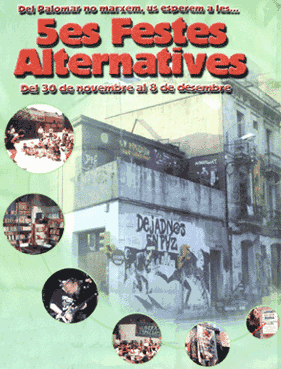 Del Palomar no marxem, us esperem a les...
5es Festes
Alternatives
Del 30 de novembre al 8 de desembre
DEJADNOS
EN PAZ